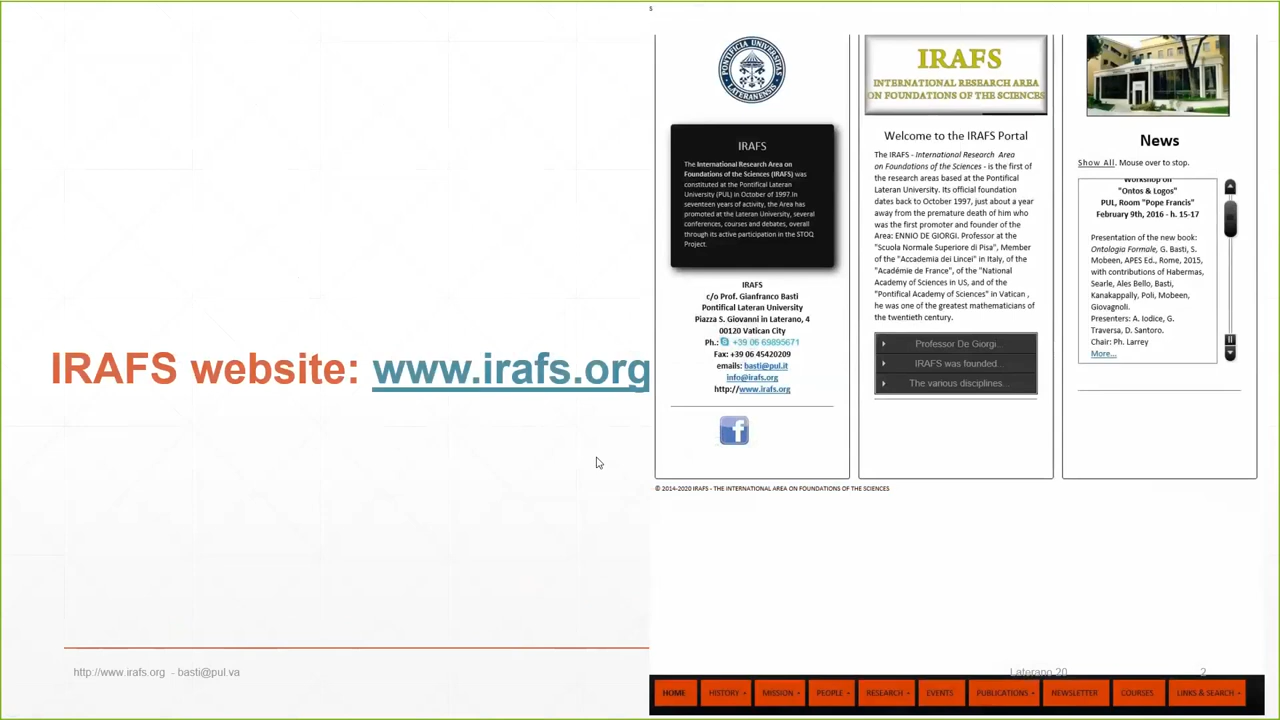 IRAFS website: www.irafs.org
http://www.irafs.org - basti@pul.va
s
PONTIFICIA UNIVERSITAS LATERANENSIS
IRAFS
The International Research Area on
Foundations of the Sciences (IRAFS) was
constituted at the Pontifical Lateran
University (PUL) in October of 1997.In
seventeen years of activity, the Area has
promoted at the Lateran University, several
conferences, courses and debates, overall
through its active participation in the STOQ
Project.
IRAFS
c/o Prof. Gianfranco Basti
Pontifical Lateran University
Piazza S. Giovanni in Laterano, 4
00120 Vatican City
Ph.: +39 06 69895671
Fax: +39 06 45420209
emails: basti@pul.it
info@irafs.org
http://www.irafs.org
f
© 2014-2020 IRAFS - THE INTERNATIONAL AREA ON FOUNDATIONS OF THE SCIENCES
IRAFS
INTERNATIONAL RESEARCH AREA
ON FOUNDATIONS OF THE SCIENCES
Welcome to the IRAFS Portal
The IRAFS - International Research Area
on Foundations of the Sciences - is the first of
the research areas based at the Pontifical
Lateran University. Its official foundation
dates back to October 1997, just about a year
away from the premature death of him who
was the first promoter and founder of the
Area: ENNIO DE GIORGI. Professor at the
"Scuola Normale Superiore di Pisa", Member
of the "Accademia dei Lincei" in Italy, of the
"Académie de France", of the "National
Academy of Sciences in US, and of the
"Pontifical Academy of Sciences" in Vatican ,
he was one of the greatest mathematicians of
the twentieth century.
Professor De Giorgi...
IRAFS was founded...
The various disciplines...
News
Show All. Mouse over to stop.
Workshop on
"Ontos & Logos"
PUL, Room "Pope Francis"
February 9th, 2016 - h. 15-17
Presentation of the new book:
Ontologia Formale, G. Basti, S.
Mobeen, APES Ed., Rome, 2015,
with contributions of Habermas,
Searle, Ales Bello, Basti,
Kanakappally, Poli, Mobeen,
Giovagnoli.
Presenters: A. Iodice, G.
Traversa, D. Santoro.
Chair: Ph. Larrey
More...
Laterano 20
2
HOME HISTORY MISSION PEOPLE RESEARCH EVENTS PUBLICATIONS NEWSLETTER COURSES LINKS & SEARCH